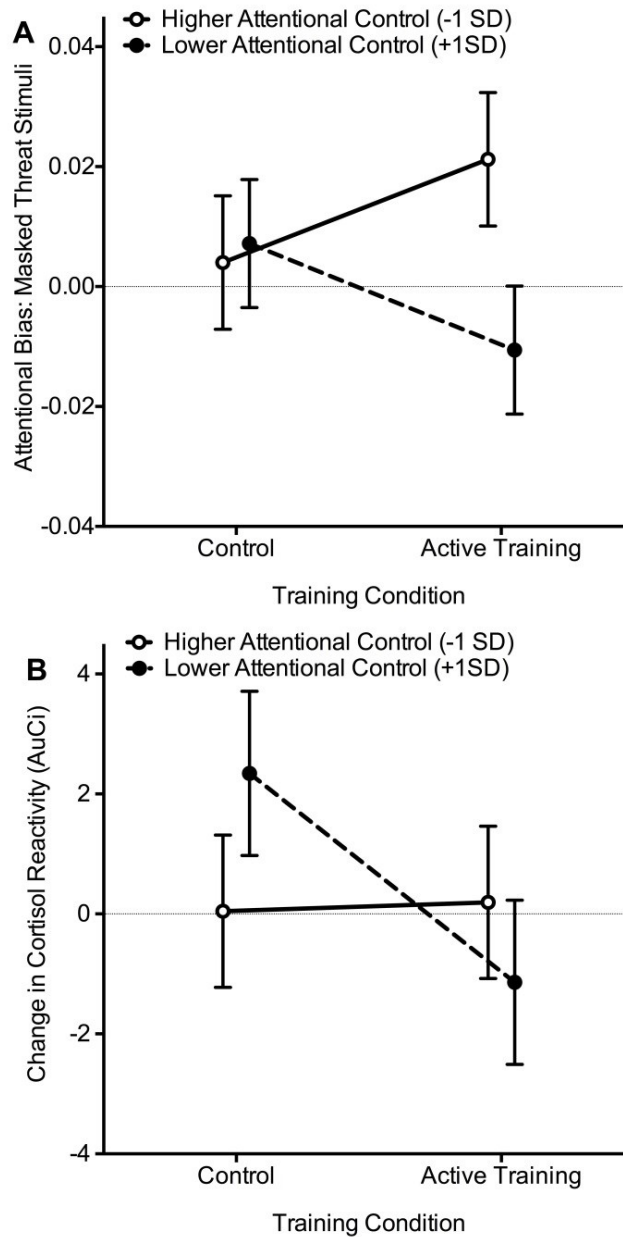 A
Higher Attentional Control (-1 SD)
Lower Attentional Control (+1SD)
Attentional Bias: Masked Threat Stimuli
0.04
0.02
0.00
-0.02
-0.04
Control
Active Training
Training Condition
B
Higher Attentional Control (-1 SD)
Lower Attentional Control (+1SD)
Change in Cortisol Reactivity (AuCi)
4
2
0
-2
-4
Control
Active Training
Training Condition